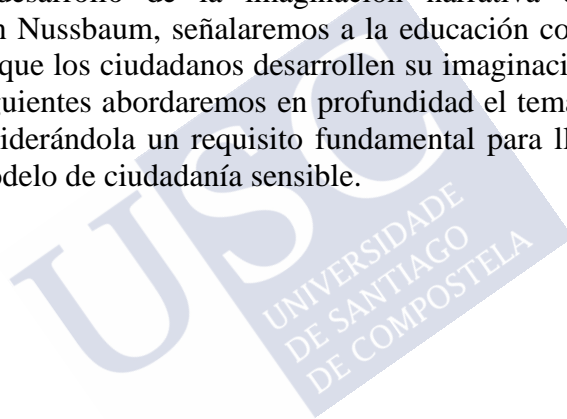 desarrollo de la imaginación narrativa
n Nussbaum, señalaremos a la educación co
que los ciudadanos desarrollen su imaginaci
guientes abordaremos en profundidad el tema
iderándola un requisito fundamental para ll
odelo de ciudadanía sensible.
USC
UNIVERSIDADE
DE SANTIAGO
DE COMPOSTELA